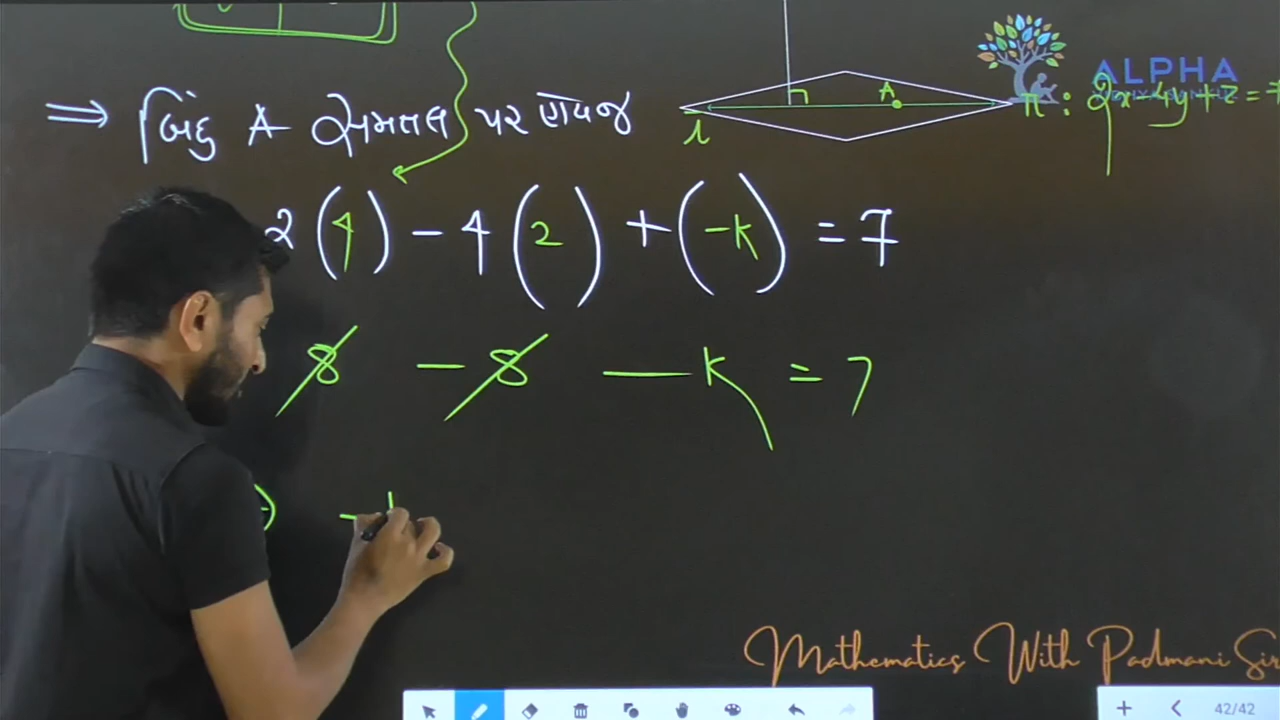 ALPHA
A
π : 2x-4y+z=7
l
⇒ બિંદુ A સમતલ પર હોવાથી
2(4) - 4(2) + (-k) = 7
8 - 8 - k = 7
Mathematics With Padmani Sir
42/42